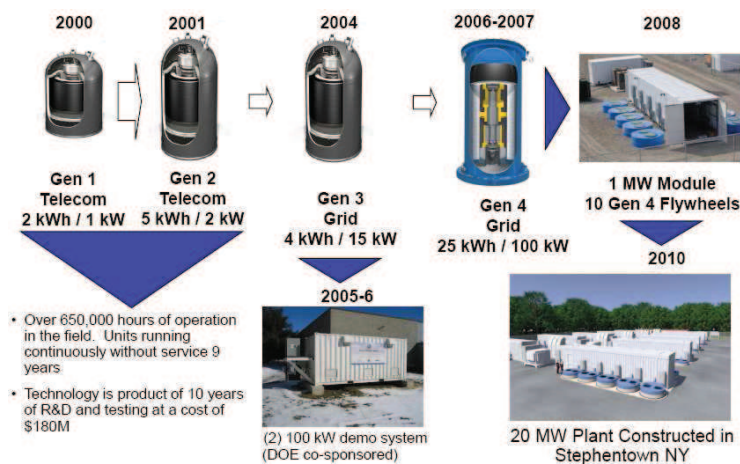 2000
2001
2004
2006-2007
2008
Gen 1
Telecom
2 kWh / 1 kW
Gen 2
Telecom
5 kWh / 2 kW
Gen 3
Grid
4 kWh / 15 kW
Gen 4
Grid
25 kWh / 100 kW
1 MW Module
10 Gen 4 Flywheels
• Over 650,000 hours of operation
in the field. Units running
continuously without service 9
years
• Technology is product of 10 years
of R&D and testing at a cost of
$180M
2005-6
(2) 100 kW demo system
(DOE co-sponsored)
2010
20 MW Plant Constructed in
Stephentown NY